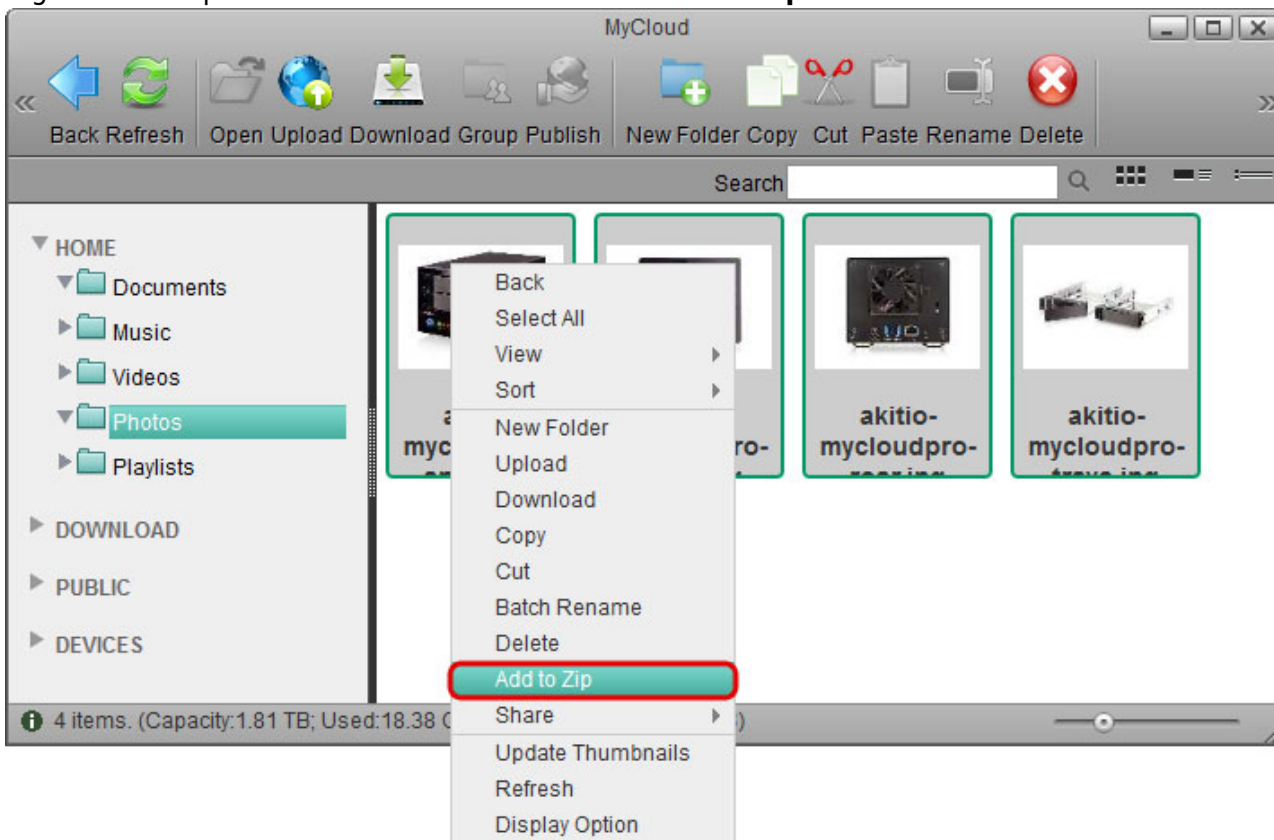 MyCloud
Back Refresh Open Upload Download Group Publish New Folder Copy Cut Paste Rename Delete
Search
HOME
Documents
Music
Videos
Photos
Playlists
DOWNLOAD
PUBLIC
DEVICES
akitio-
mycloudpro-
akitio-
mycloudpro-
Back
Select All
View
Sort
New Folder
Upload
Download
Copy
Cut
Batch Rename
Delete
Add to Zip
Share
Update Thumbnails
Refresh
Display Option
4 items. (Capacity:1.81 TB; Used:18.38